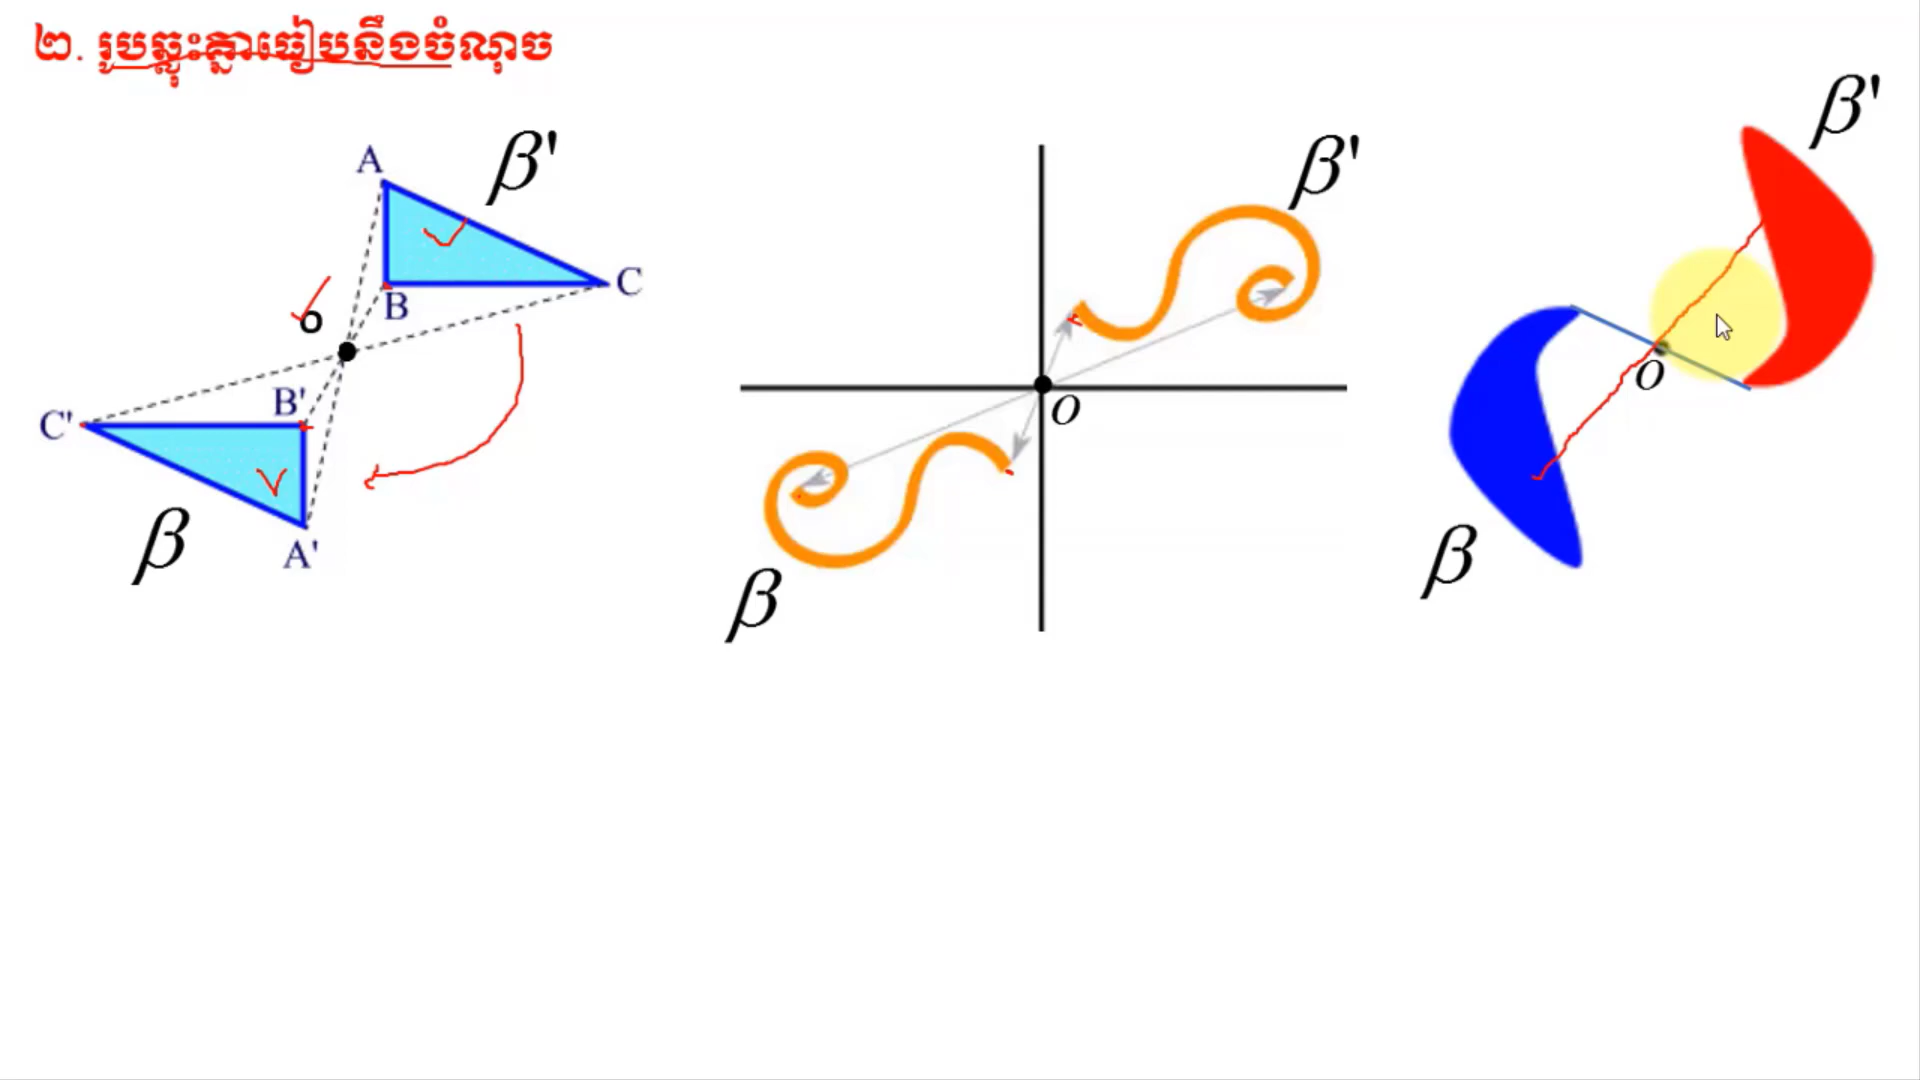 ២. រូបឆ្លុះគ្នាធៀបនឹងចំណុច
A β'
B C
o
C' B'
β A'
β'
O
β
β'
O
β